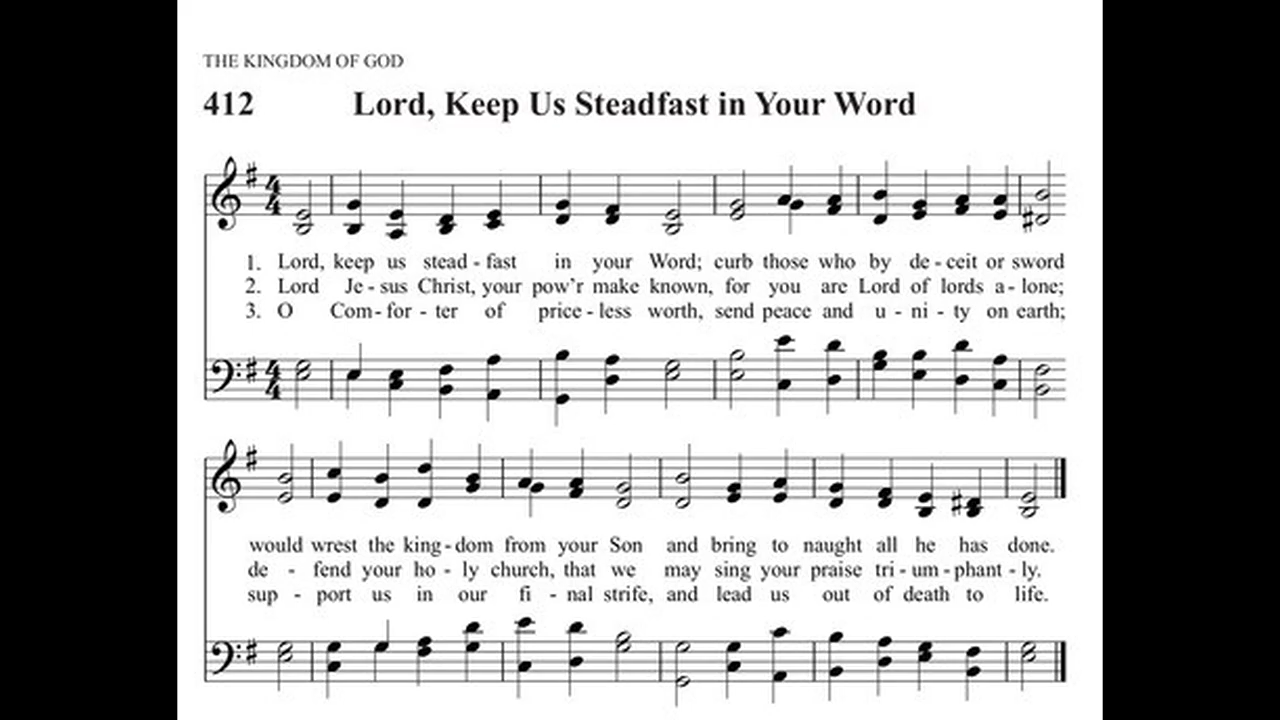 THE KINGDOM OF GOD
412 Lord, Keep Us Steadfast in Your Word
4 4
1. Lord, keep us stead - fast in your Word; curb those who by de - ceit or sword
2. Lord Je - sus Christ, your pow'r make known, for you are Lord of lords a - lone;
3. O Com - for - ter of price - less worth, send peace and u - ni - ty on earth;
4 4
would wrest the king - dom from your Son and bring to naught all he has done.
de - fend your ho - ly church, that we may sing your praise tri - um - phant - ly.
sup - port us in our fi - nal strife, and lead us out of death to life.